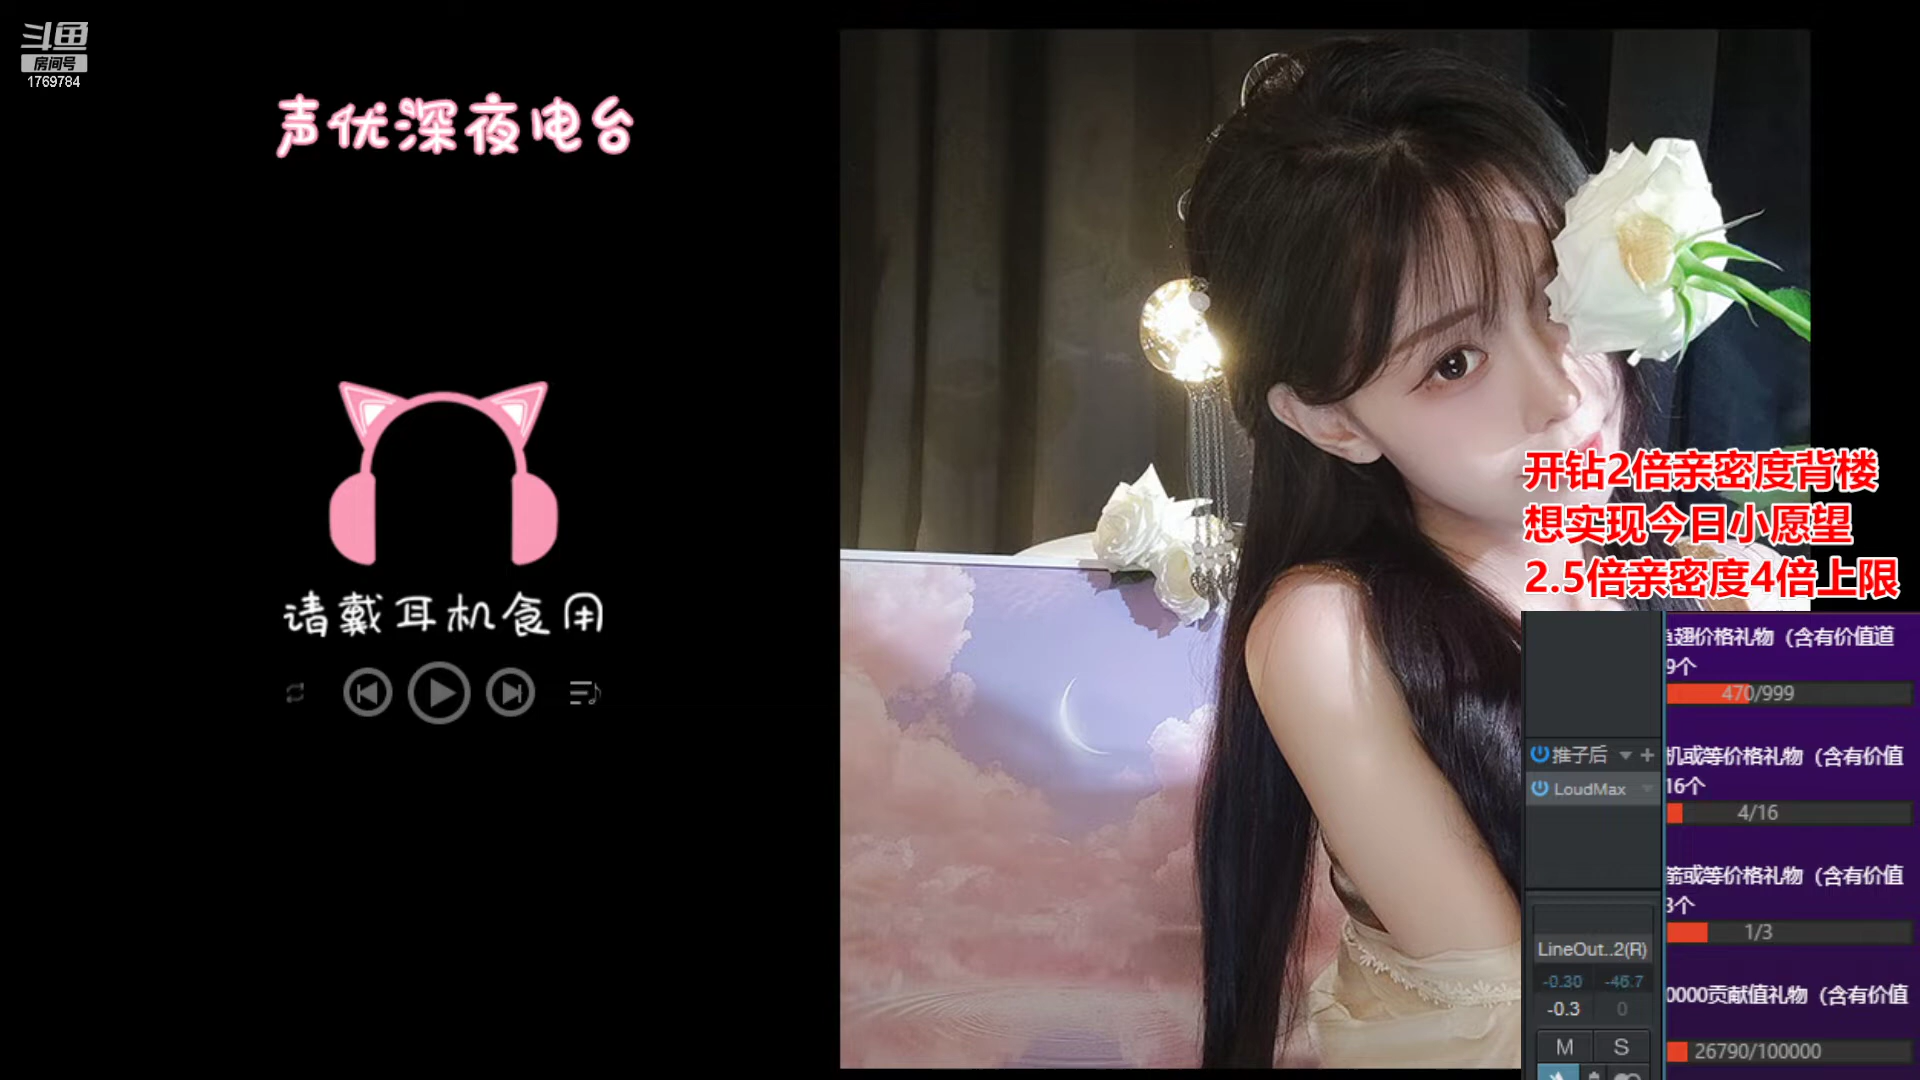 斗鱼
房间号
1769784
声优深夜电台
请戴耳机食用
开钻2倍亲密度背楼
想实现今日小愿望
2.5倍亲密度4倍上限
翅价格礼物（含有价值道
9个
470/999
机或等价格礼物（含有价值
16个
4/16
箭或等价格礼物（含有价值
3个
1/3
0000贡献值礼物（含有价值
26790/100000
推子后
LoudMax
LineOut..2(R)
-0.30 -46.7
-0.3 0
M S